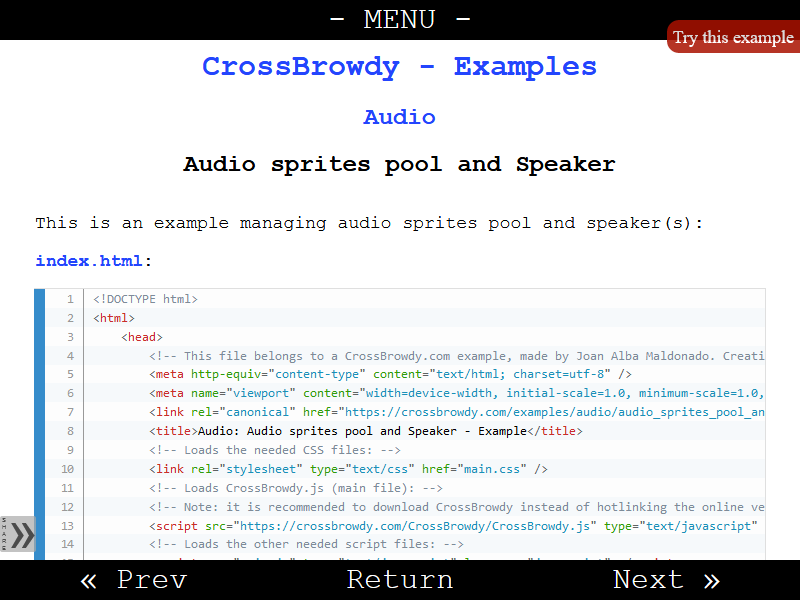 - MENU -
Try this example
CrossBrowdy - Examples
Audio
Audio sprites pool and Speaker
This is an example managing audio sprites pool and speaker(s):
index.html:
1 <!DOCTYPE html>
2 <html>
3 <head>
4 <!-- This file belongs to a CrossBrowdy.com example, made by Joan Alba Maldonado. Creati
5 <meta http-equiv="content-type" content="text/html; charset=utf-8" />
6 <meta name="viewport" content="width=device-width, initial-scale=1.0, minimum-scale=1.0,
7 <link rel="canonical" href="https://crossbrowdy.com/examples/audio/audio_sprites_pool_an
8 <title>Audio: Audio sprites pool and Speaker - Example</title>
9 <!-- Loads the needed CSS files: -->
10 <link rel="stylesheet" type="text/css" href="main.css" />
11 <!-- Loads CrossBrowdy.js (main file): -->
12 <!-- Note: it is recommended to download CrossBrowdy instead of hotlinking the online ve
13 <script src="https://crossbrowdy.com/CrossBrowdy/CrossBrowdy.js" type="text/javascript"
14 <!-- Loads the other needed script files: -->
SHARE »
« Prev Return Next »